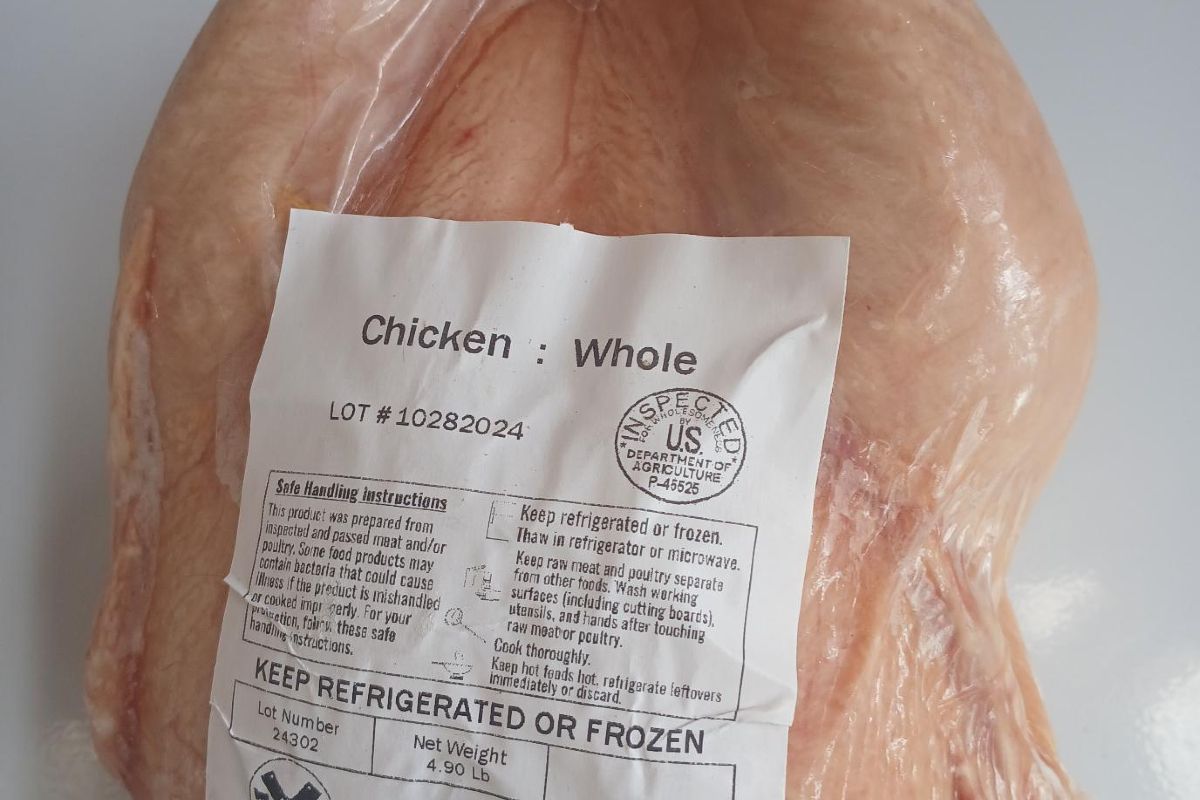 Chicken : Whole
LOT # 10282024
INSPECTED
FOR WHOLESOMENESS
BY
U.S.
DEPARTMENT OF
AGRICULTURE
P-45525
Safe Handling Instructions
This product was prepared from
inspected and passed meat and/or
poultry. Some food products may
contain bacteria that could cause
illness if the product is mishandled
or cooked impr perly. For your
protection, follow these safe
handling instructions.
Keep refrigerated or frozen.
Thaw in refrigerator or microwave.
Keep raw meat and poultry separate
from other foods. Wash working
surfaces (including cutting boards),
utensils, and hands after touching
raw meat or poultry.
Cook thoroughly.
Keep hot foods hot. refrigerate leftovers
immediately or discard.
KEEP REFRIGERATED OR FROZEN
Lot Number
24302
Net Weight
4.90 Lb